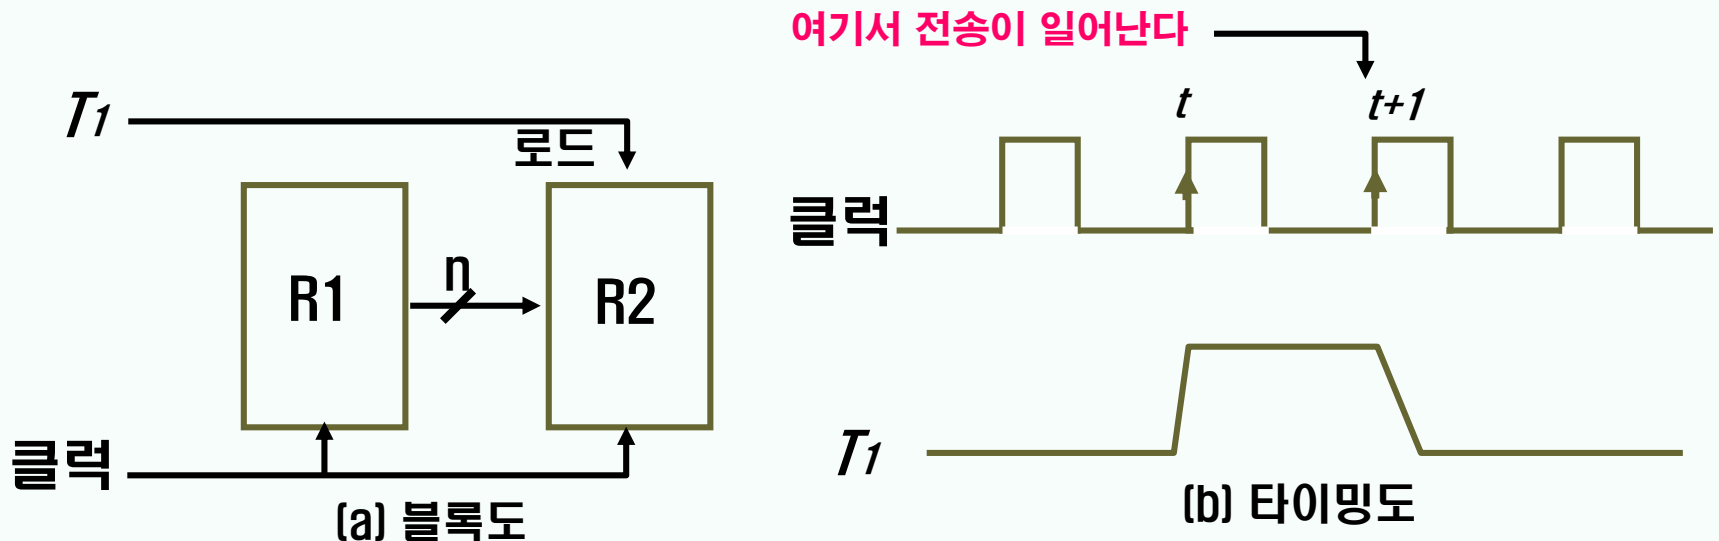 T1
로드
R1
n
R2
클럭
(a) 블록도
여기서 전송이 일어난다
t
t+1
클럭
T1
(b) 타이밍도